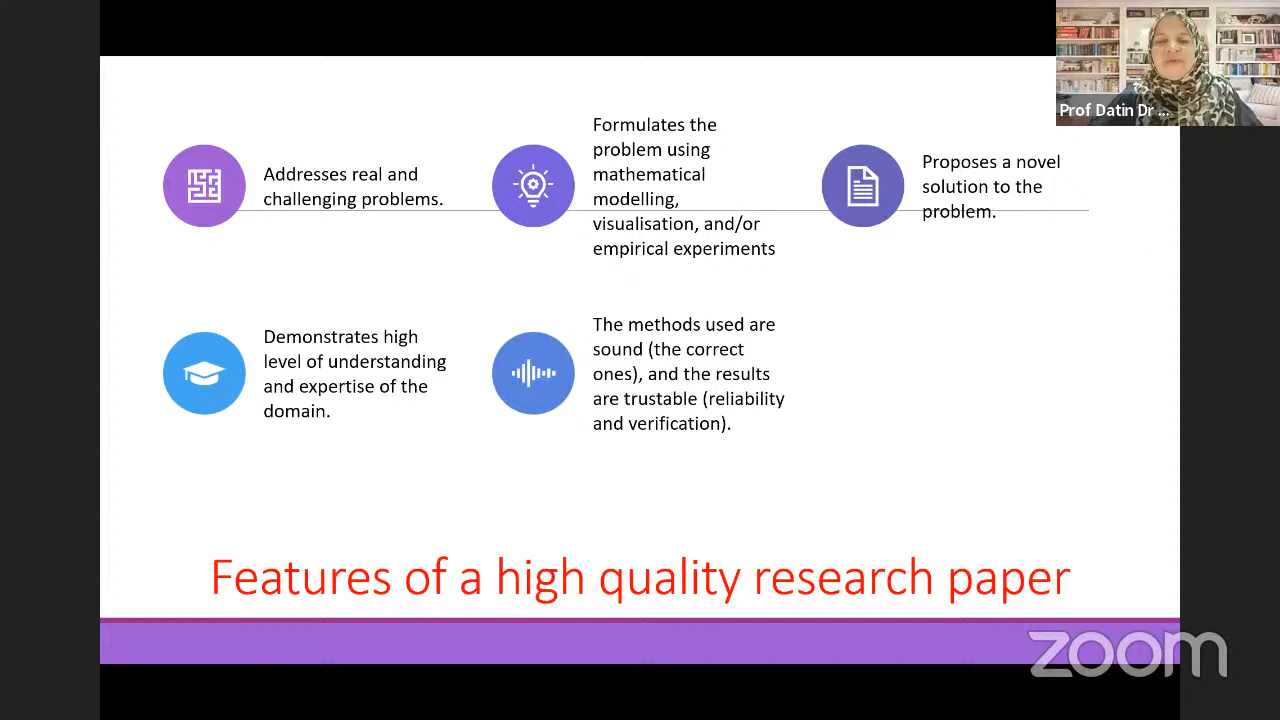 Prof Datin Dr ...
Addresses real and
challenging problems.
Formulates the
problem using
mathematical
modelling,
visualisation, and/or
empirical experiments
Proposes a novel
solution to the
problem.
Demonstrates high
level of understanding
and expertise of the
domain.
The methods used are
sound (the correct
ones), and the results
are trustable (reliability
and verification).
Features of a high quality research paper
zoom